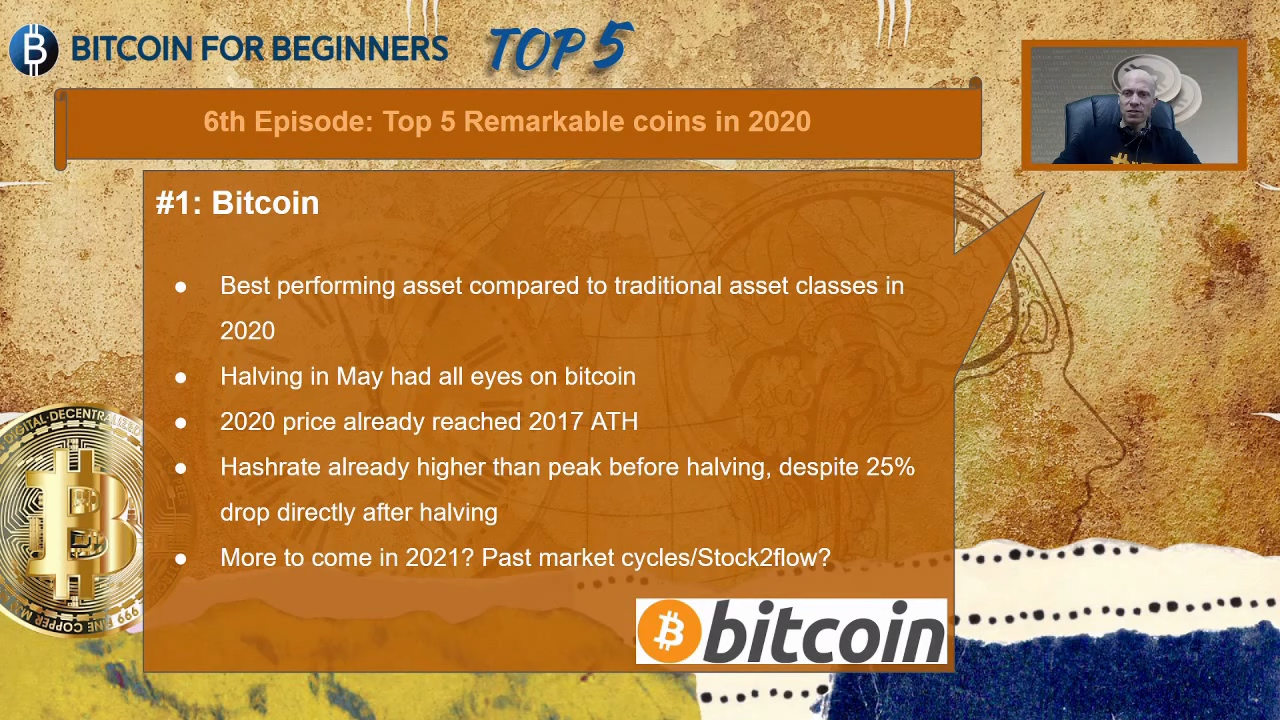 BITCOIN FOR BEGINNERS
TOP 5
6th Episode: Top 5 Remarkable coins in 2020
#1: Bitcoin
● Best performing asset compared to traditional asset classes in
2020
● Halving in May had all eyes on bitcoin
● 2020 price already reached 2017 ATH
● Hashrate already higher than peak before halving, despite 25%
drop directly after halving
● More to come in 2021? Past market cycles/Stock2flow?
DIGITAL·DECENTRALIZED
bitcoin